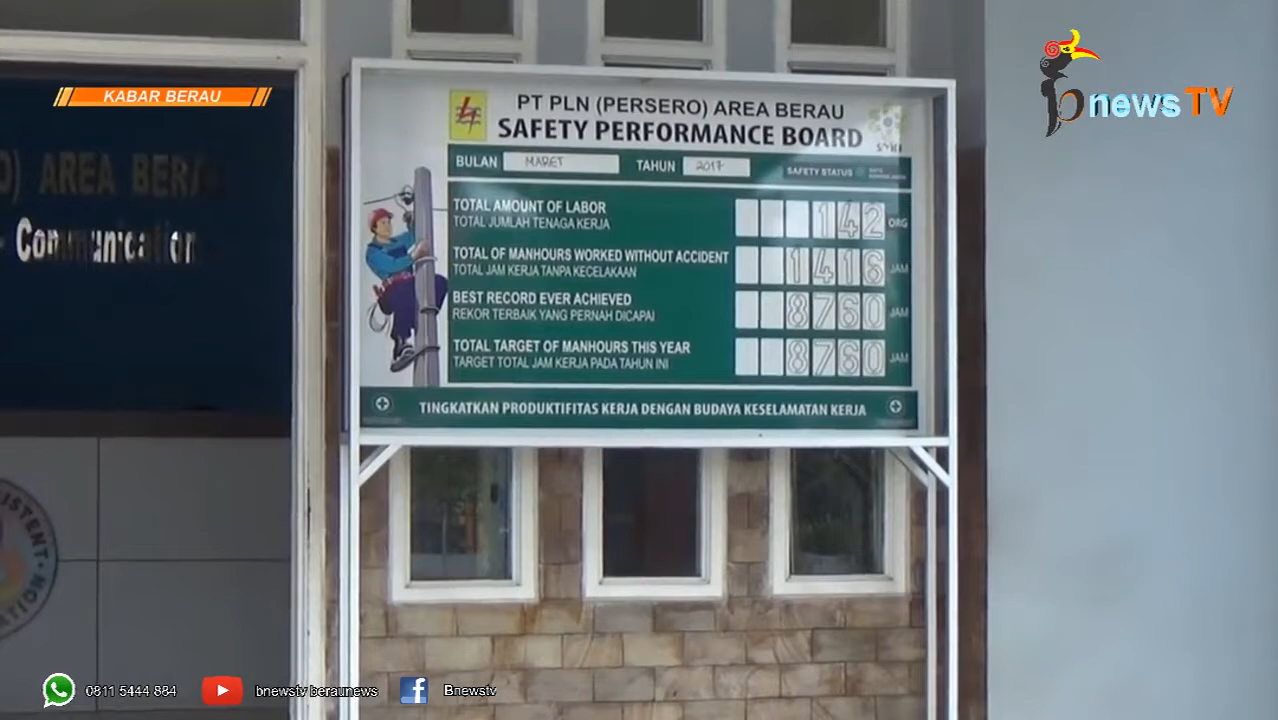 KABAR BERAU
bnewsTV
PT PLN (PERSERO) AREA BERAU
SAFETY PERFORMANCE BOARD
BULAN MARET TAHUN 2017 SAFETY STATUS
TOTAL AMOUNT OF LABOR
TOTAL JUMLAH TENAGA KERJA
142 ORG
TOTAL OF MANHOURS WORKED WITHOUT ACCIDENT
TOTAL JAM KERJA TANPA KECELAKAAN
1416 JAM
BEST RECORD EVER ACHIEVED
REKOR TERBAIK YANG PERNAH DICAPAI
8760 JAM
TOTAL TARGET OF MANHOURS THIS YEAR
TARGET TOTAL JAM KERJA PADA TAHUN INI
8760 JAM
TINGKATKAN PRODUKTIFITAS KERJA DENGAN BUDAYA KESELAMATAN KERJA
) AREA BERA
- Communication
0811 5444 884 bnewstv beraunews Bnewstv